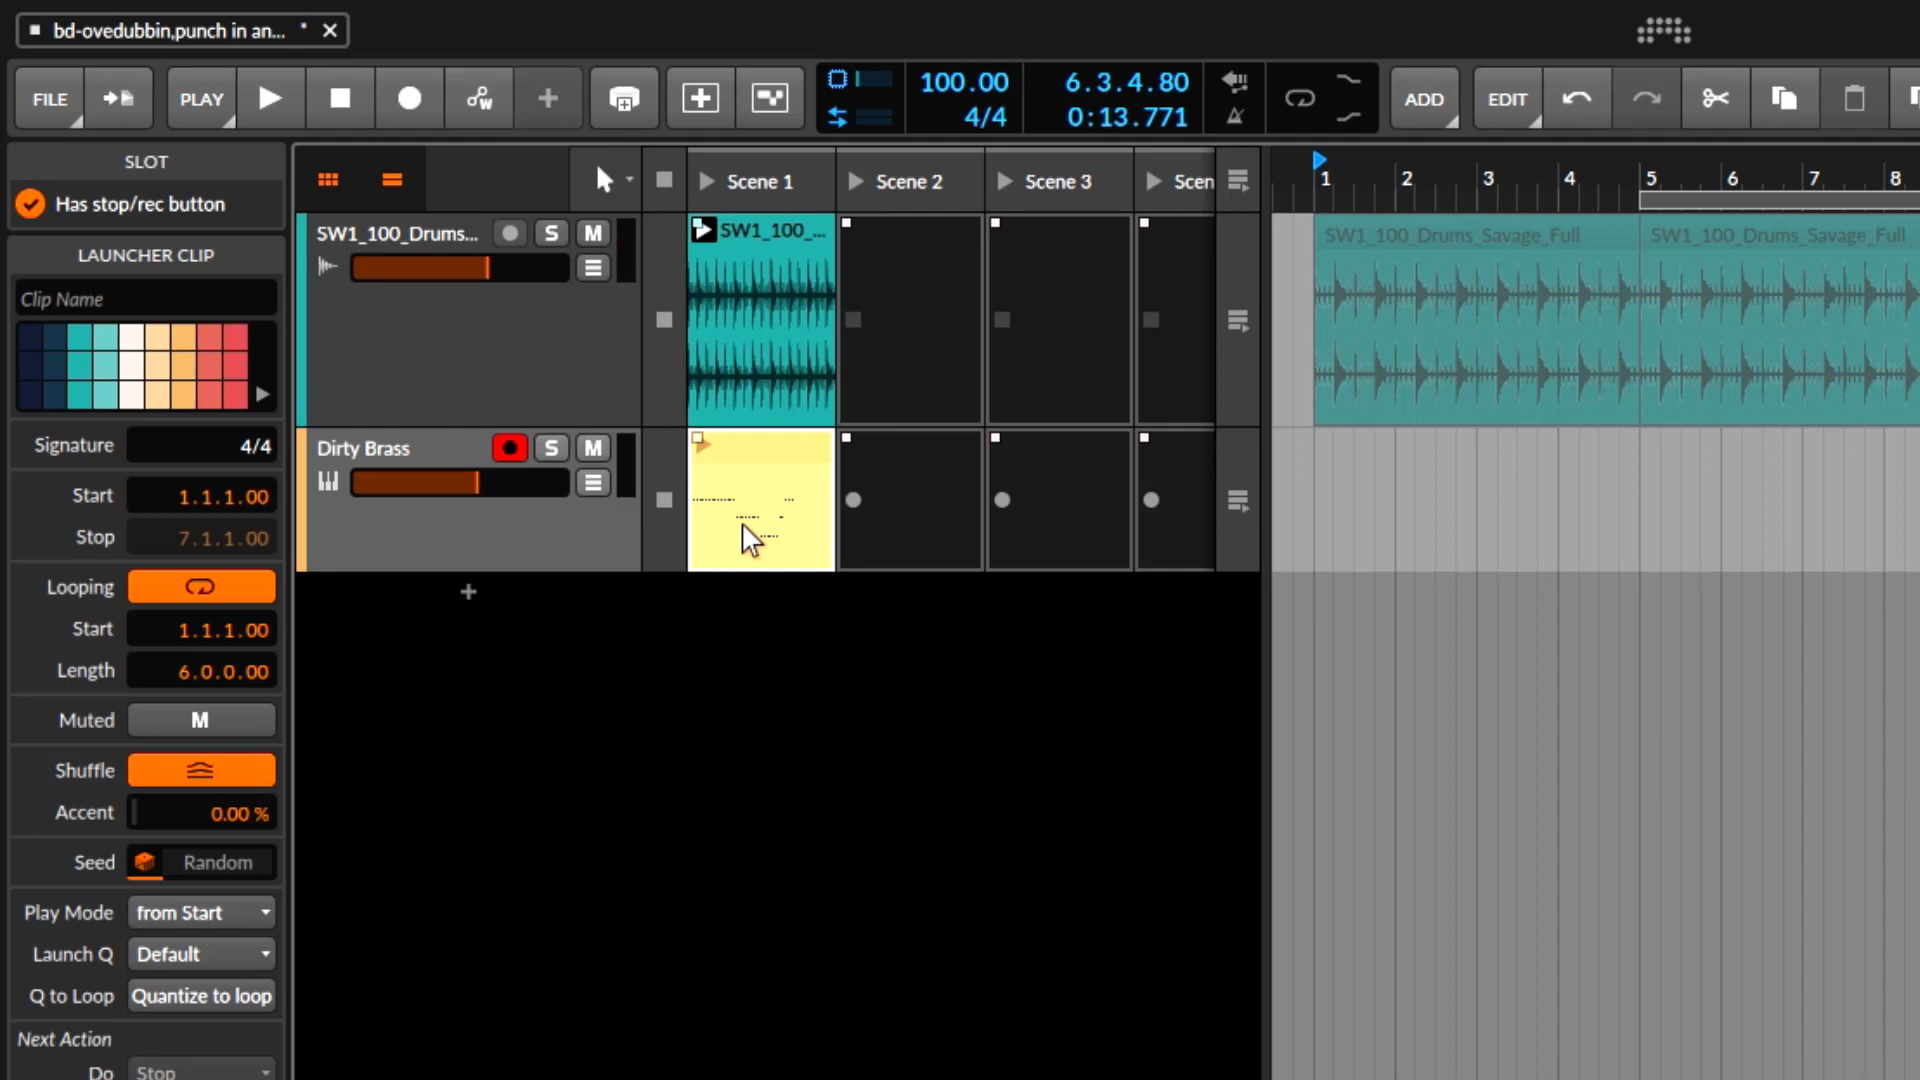 bd-ovedubbin,punch in an... * ×
FILE
PLAY
100.00
4/4
6.3.4.80
0:13.771
ADD
EDIT
SLOT
Has stop/rec button
LAUNCHER CLIP
Clip Name
Signature 4/4
Start 1.1.1.00
Stop 7.1.1.00
Looping
Start 1.1.1.00
Length 6.0.0.00
Muted M
Shuffle
Accent 0.00 %
Seed Random
Play Mode from Start
Launch Q Default
Q to Loop Quantize to loop
Next Action
Do Stop
Scene 1 Scene 2 Scene 3 Scen
SW1_100_Drums... S M
SW1_100_...
Dirty Brass S M
+
1 2 3 4 5 6 7 8
SW1_100_Drums_Savage_Full SW1_100_Drums_Savage_Full